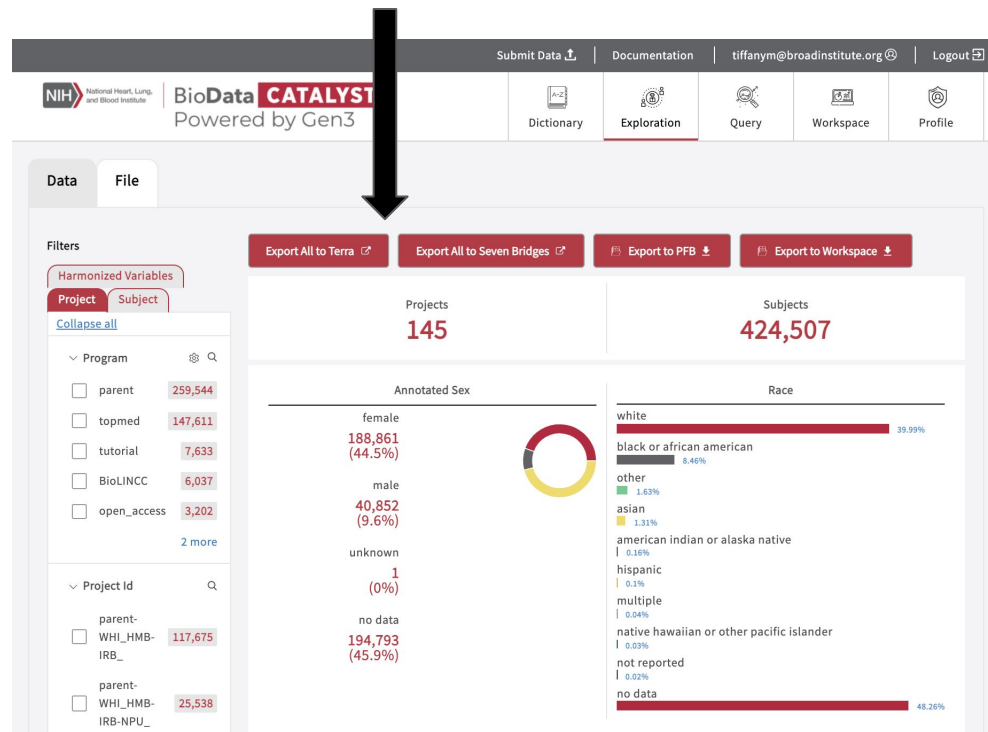 Submit Data
Documentation
tiffanym@broadinstitute.org
Logout
NIH
National Heart, Lung,
and Blood Institute
BioData CATALYST
Powered by Gen3
A-Z
Dictionary
Exploration
Query
Workspace
Profile
Data
File
Filters
Harmonized Variables
Project
Subject
Collapse all
Program
parent 259,544
topmed 147,611
tutorial 7,633
BioLINCC 6,037
open_access 3,202
2 more
Project Id
parent-
WHI_HMB- 117,675
IRB_
parent-
WHI_HMB- 25,538
IRB-NPU_
Export All to Terra
Export All to Seven Bridges
Export to PFB
Export to Workspace
Projects
145
Subjects
424,507
Annotated Sex
female
188,861
(44.5%)
male
40,852
(9.6%)
unknown
1
(0%)
no data
194,793
(45.9%)
Race
white
39.99%
black or african american
8.46%
other
1.63%
asian
1.31%
american indian or alaska native
0.16%
hispanic
0.1%
multiple
0.04%
native hawaiian or other pacific islander
0.03%
not reported
0.02%
no data
48.26%